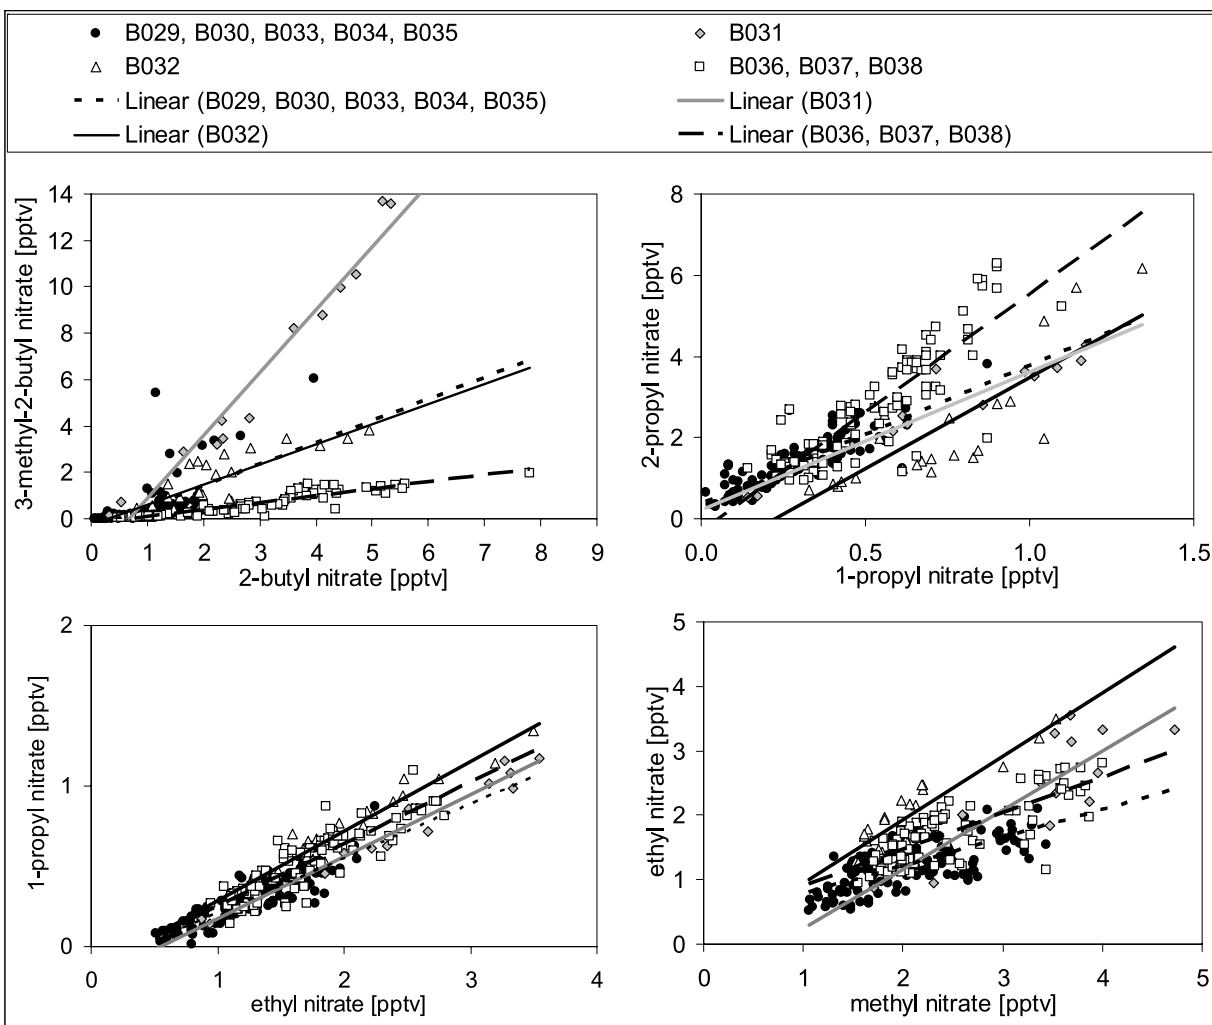 B029, B030, B033, B034, B035
B031
B032
B036, B037, B038
Linear (B029, B030, B033, B034, B035)
Linear (B031)
Linear (B032)
Linear (B036, B037, B038)
3-methyl-2-butyl nitrate [pptv]
14
12
10
8
6
4
2
0
0 1 2 3 4 5 6 7 8 9
2-butyl nitrate [pptv]
2-propyl nitrate [pptv]
8
6
4
2
0
0.0 0.5 1.0 1.5
1-propyl nitrate [pptv]
1-propyl nitrate [pptv]
2
1
0
0 1 2 3 4
ethyl nitrate [pptv]
ethyl nitrate [pptv]
5
4
3
2
1
0
0 1 2 3 4 5
methyl nitrate [pptv]